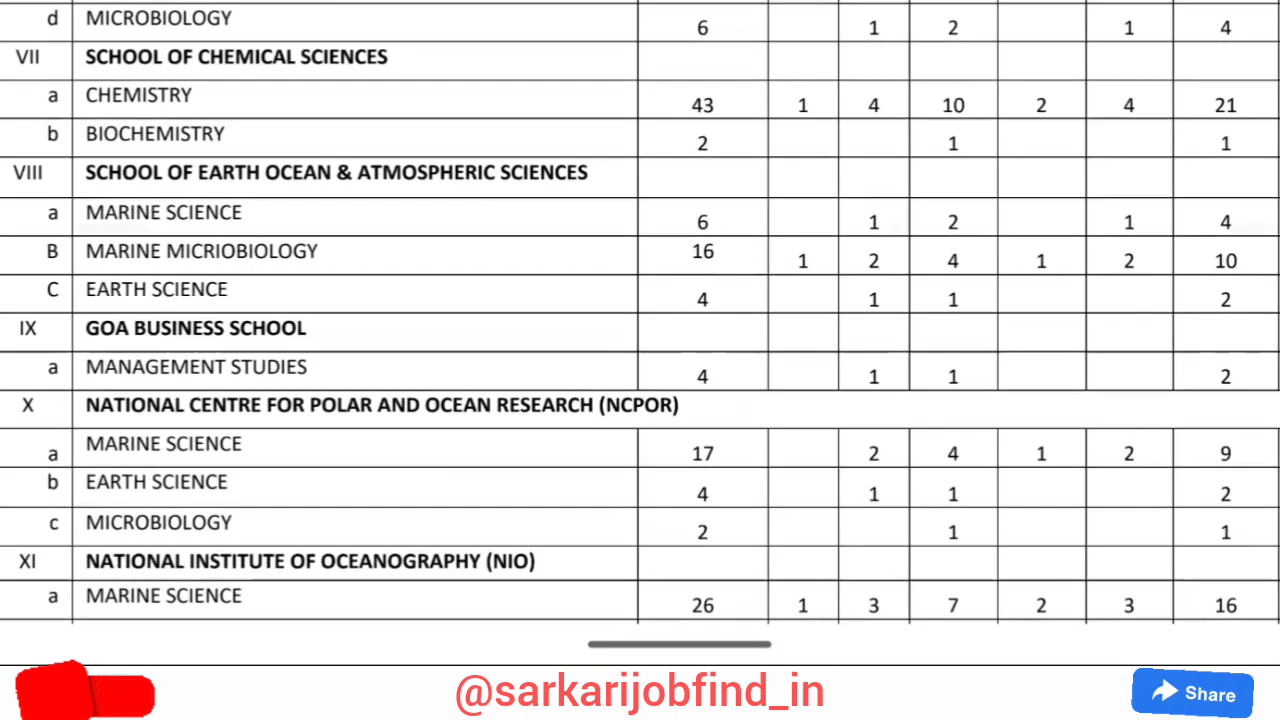 d MICROBIOLOGY 6 1 2 1 4
VII SCHOOL OF CHEMICAL SCIENCES
a CHEMISTRY 43 1 4 10 2 4 21
b BIOCHEMISTRY 2 1 1
VIII SCHOOL OF EARTH OCEAN & ATMOSPHERIC SCIENCES
a MARINE SCIENCE 6 1 2 1 4
B MARINE MICRIOBIOLOGY 16 1 2 4 1 2 10
C EARTH SCIENCE 4 1 1 2
IX GOA BUSINESS SCHOOL
a MANAGEMENT STUDIES 4 1 1 2
X NATIONAL CENTRE FOR POLAR AND OCEAN RESEARCH (NCPOR)
a MARINE SCIENCE 17 2 4 1 2 9
b EARTH SCIENCE 4 1 1 2
c MICROBIOLOGY 2 1 1
XI NATIONAL INSTITUTE OF OCEANOGRAPHY (NIO)
a MARINE SCIENCE 26 1 3 7 2 3 16
@sarkarijobfind_in
Share